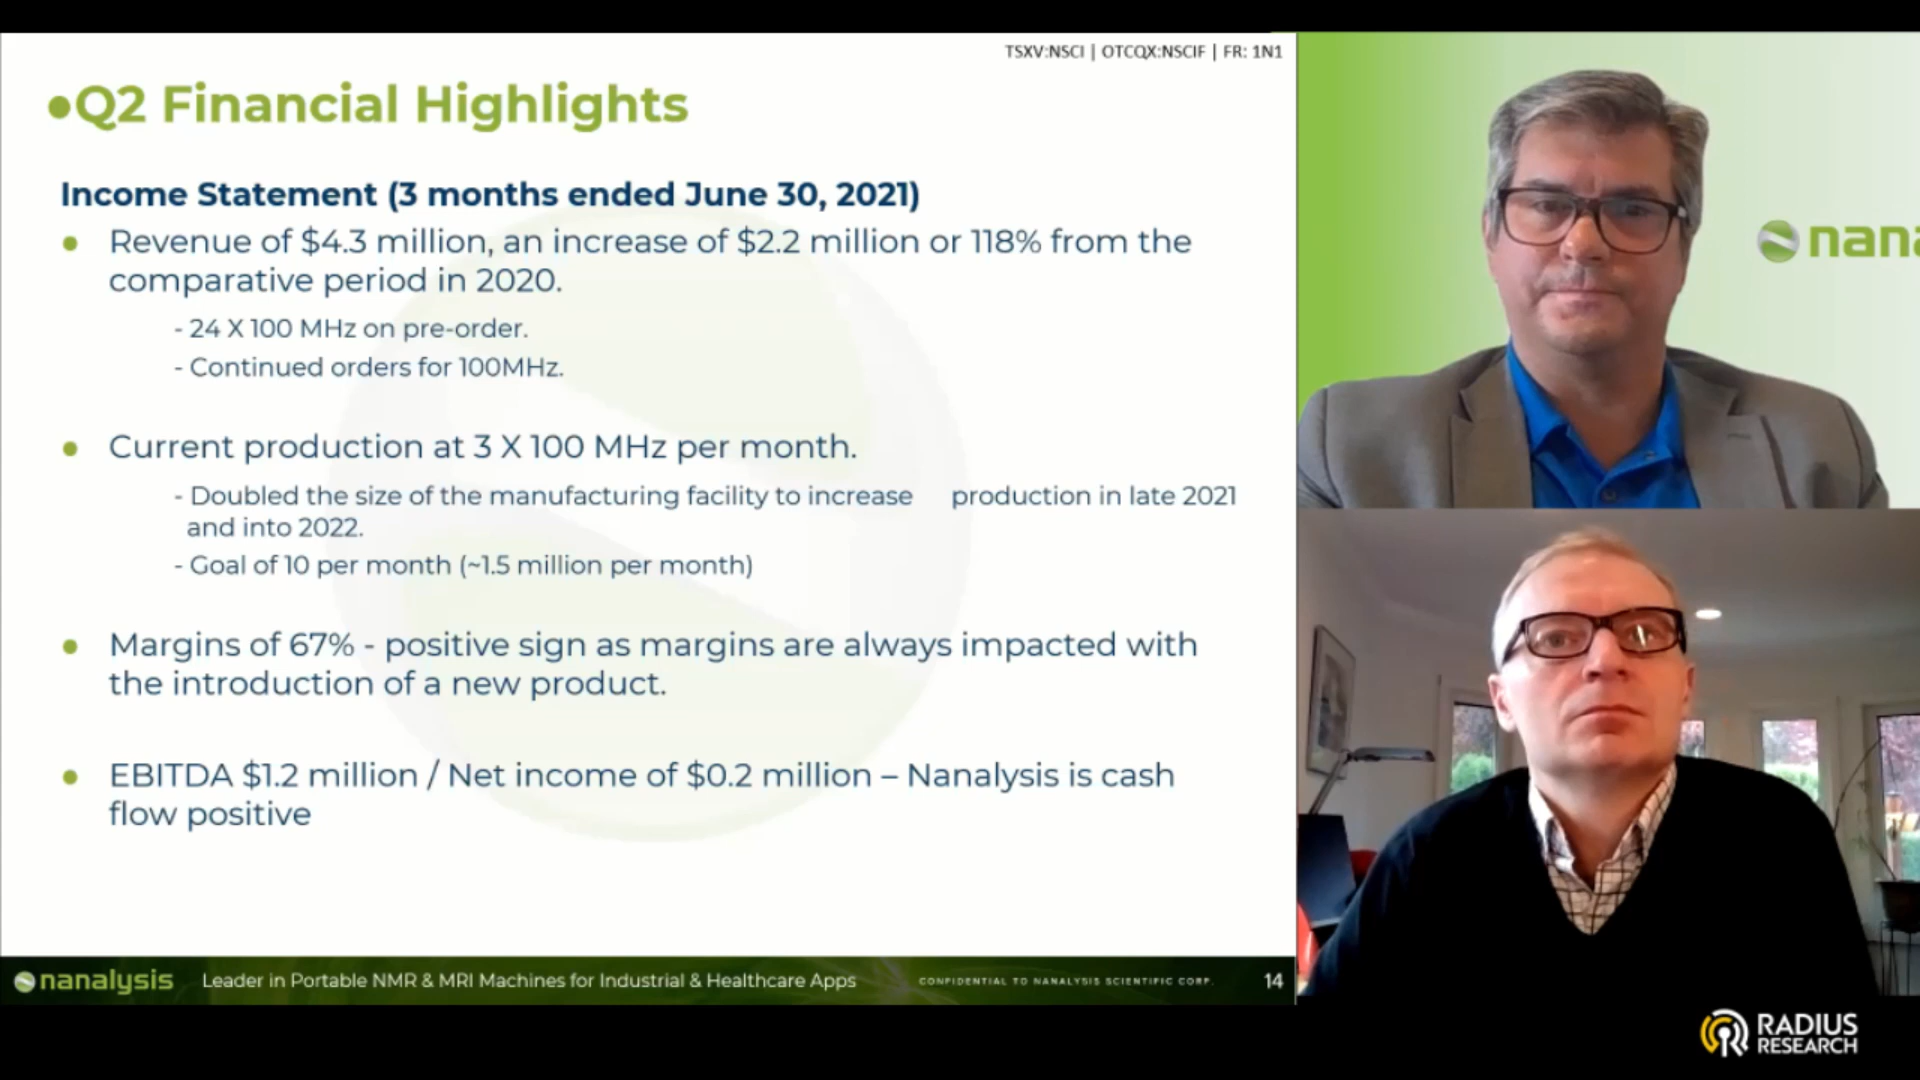 TSXV:NSCI | OTCQX:NSCIF | FR: 1N1
●Q2 Financial Highlights
Income Statement (3 months ended June 30, 2021)
● Revenue of $4.3 million, an increase of $2.2 million or 118% from the
comparative period in 2020.
- 24 X 100 MHz on pre-order.
- Continued orders for 100MHz.
● Current production at 3 X 100 MHz per month.
- Doubled the size of the manufacturing facility to increase production in late 2021
and into 2022.
- Goal of 10 per month (~1.5 million per month)
● Margins of 67% - positive sign as margins are always impacted with
the introduction of a new product.
● EBITDA $1.2 million / Net income of $0.2 million – Nanalysis is cash
flow positive
nanalysis Leader in Portable NMR & MRI Machines for Industrial & Healthcare Apps CONFIDENTIAL TO NANALYSIS SCIENTIFIC CORP. 14
nana
RADIUS
RESEARCH